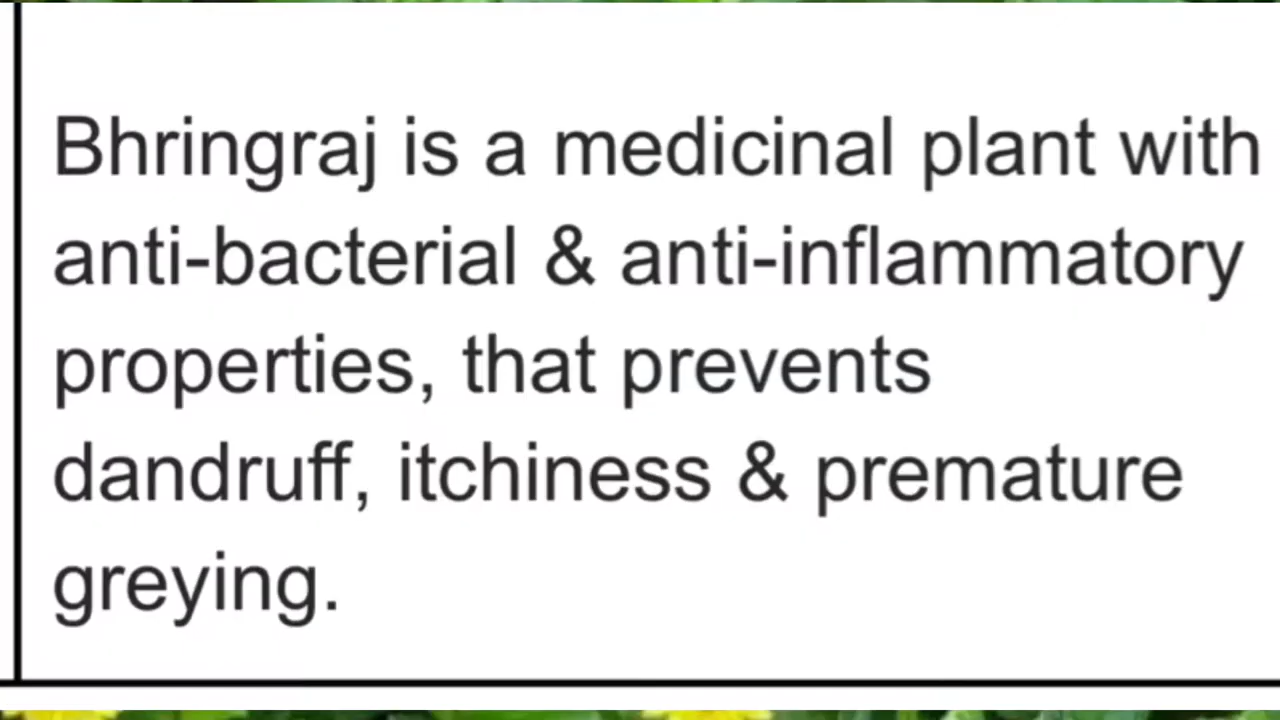 Bhringraj is a medicinal plant with
anti-bacterial & anti-inflammatory
properties, that prevents
dandruff, itchiness & premature
greying.